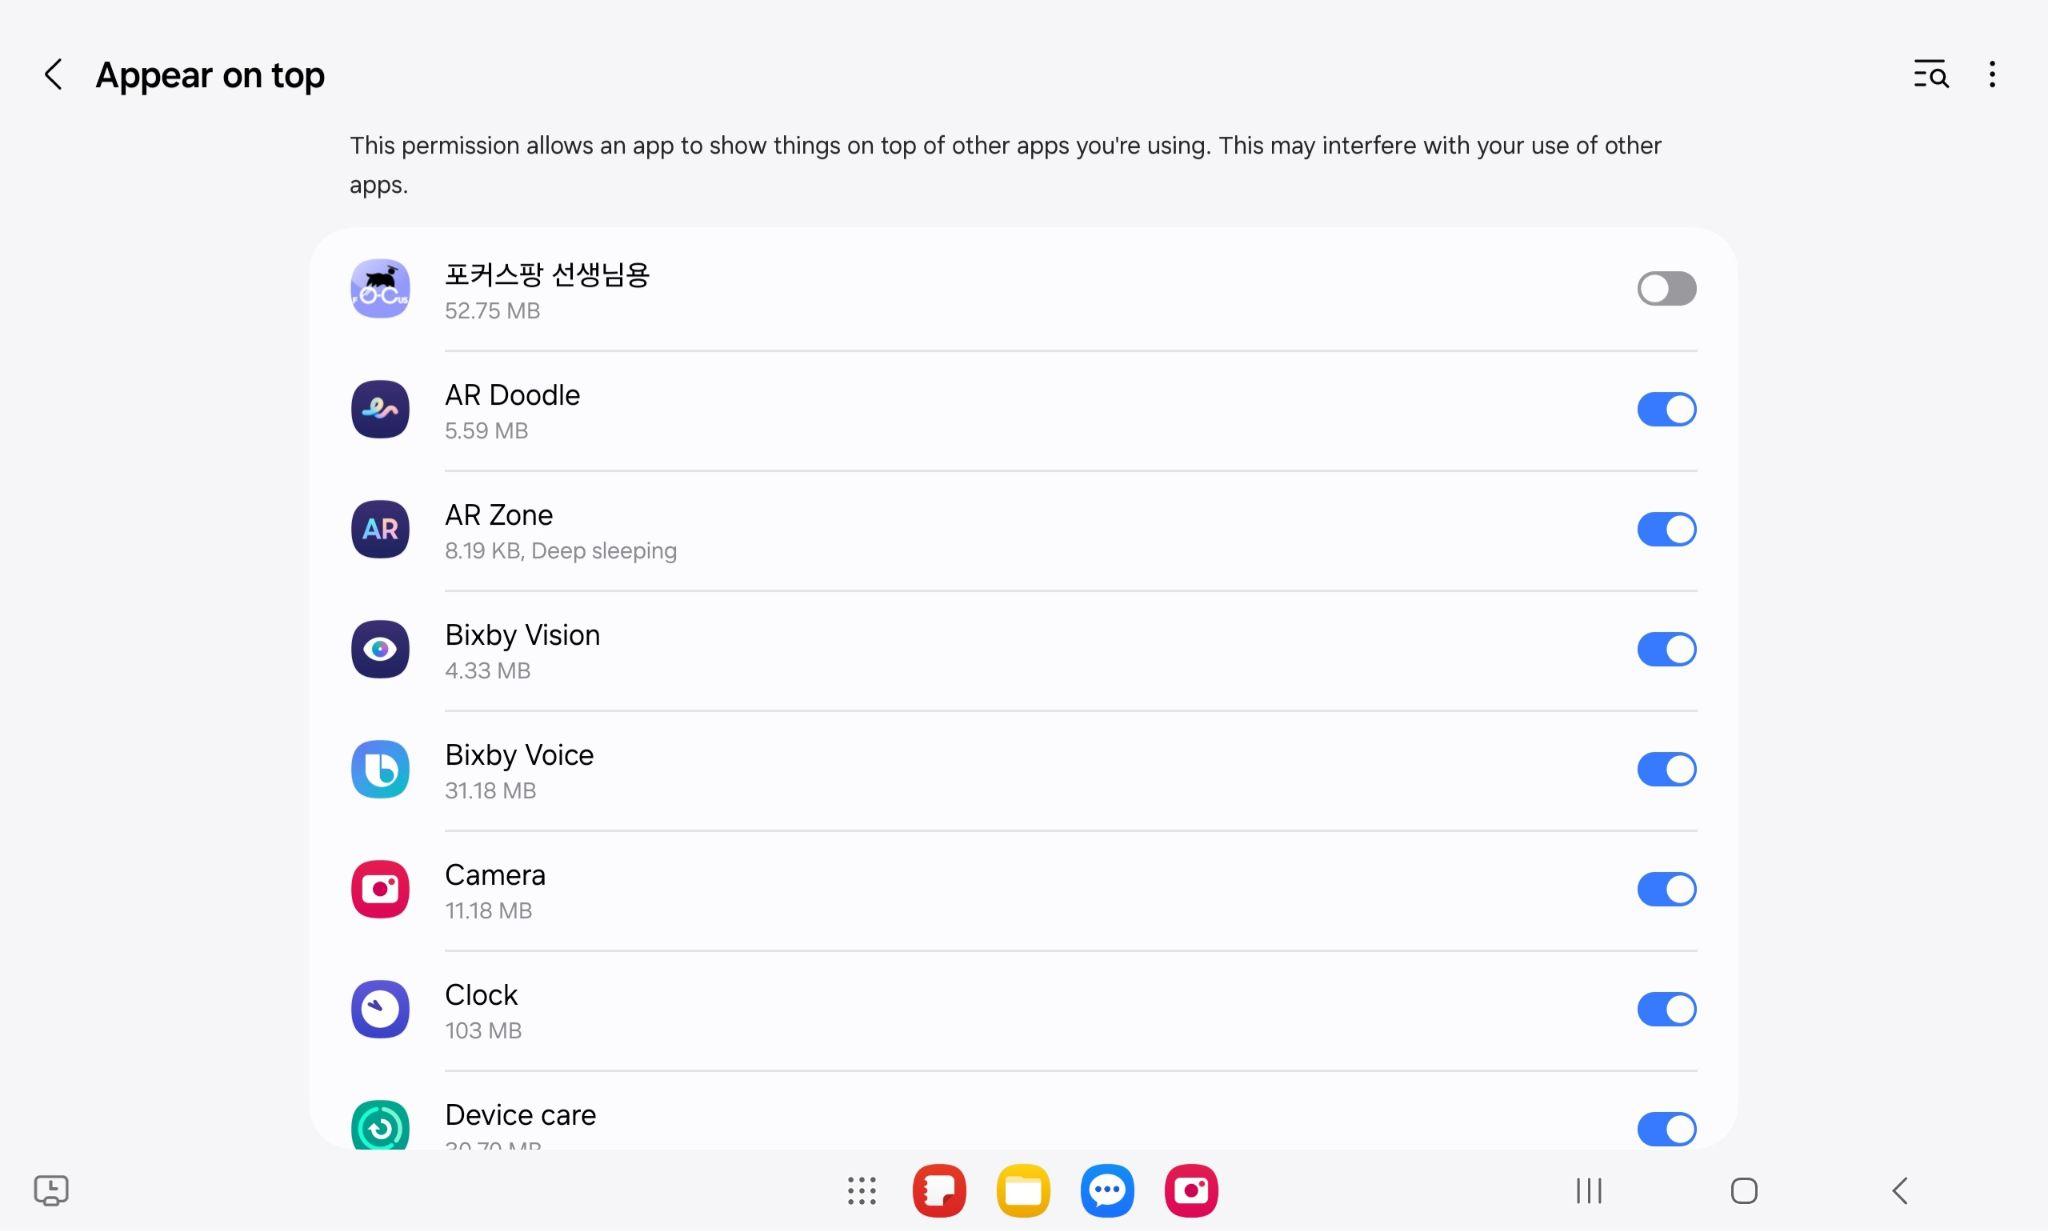 Appear on top
This permission allows an app to show things on top of other apps you're using. This may interfere with your use of other
apps.
포커스팡 선생님용
52.75 MB
AR Doodle
5.59 MB
AR
AR Zone
8.19 KB, Deep sleeping
Bixby Vision
4.33 MB
Bixby Voice
31.18 MB
Camera
11.18 MB
Clock
103 MB
Device care